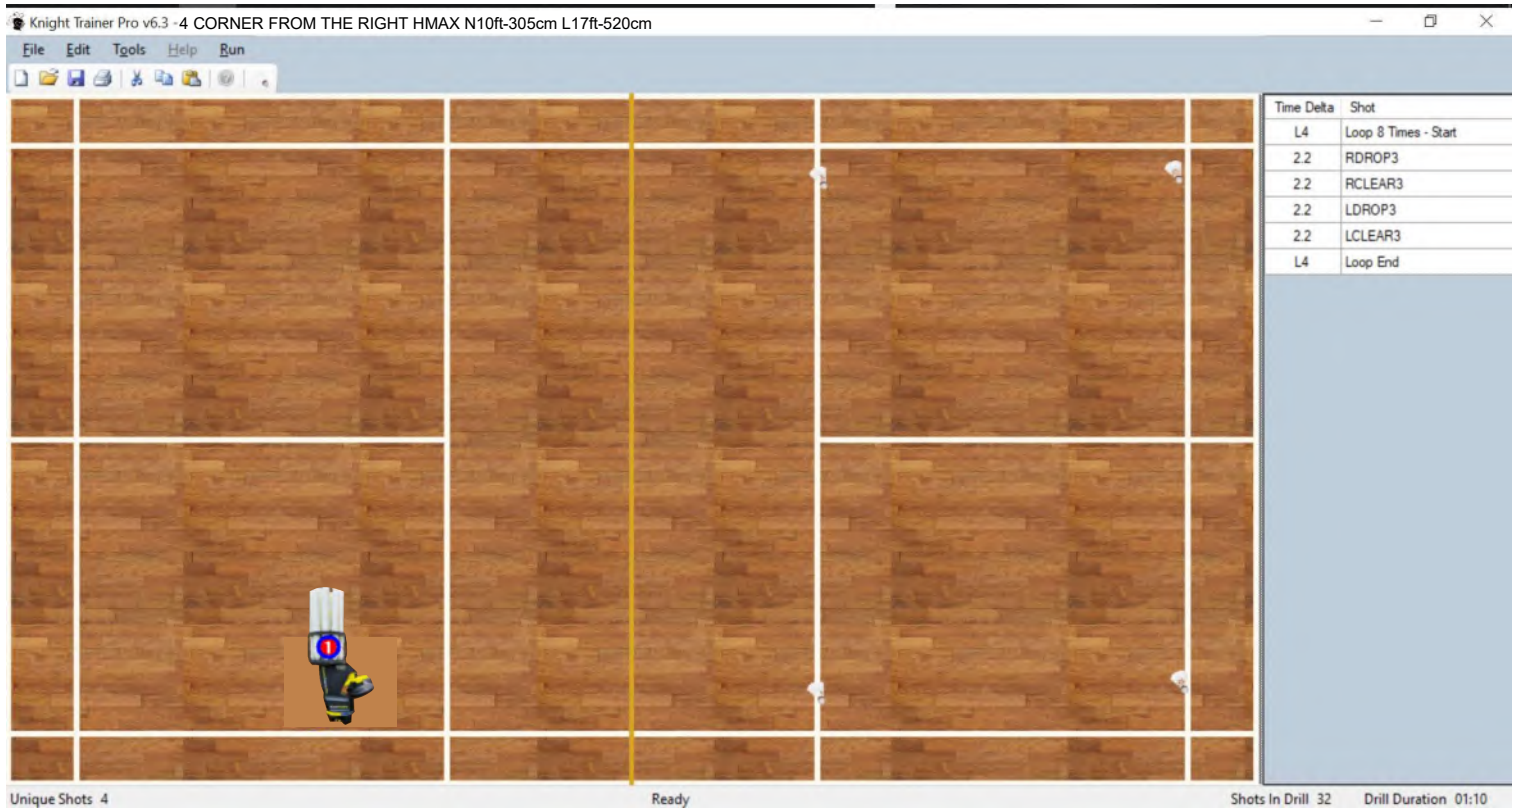 Knight Trainer Pro v6.3 - 4 CORNER FROM THE RIGHT HMAX N10ft-305cm L17ft-520cm
File Edit Tools Help Run
Time Delta Shot
L4 Loop 8 Times - Start
2.2 RDROP3
2.2 RCLEAR3
2.2 LDROP3
2.2 LCLEAR3
L4 Loop End
1
Unique Shots 4 Ready Shots In Drill 32 Drill Duration 01:10